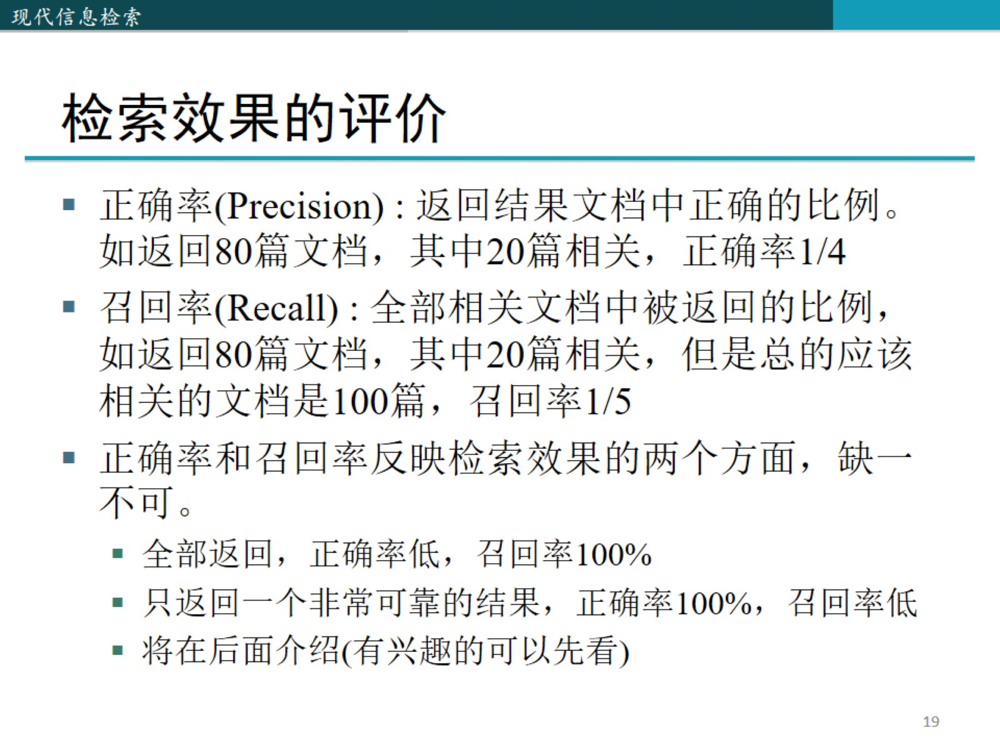 现代信息检索
检索效果的评价
▪ 正确率(Precision) : 返回结果文档中正确的比例。
如返回80篇文档，其中20篇相关，正确率1/4
▪ 召回率(Recall) : 全部相关文档中被返回的比例，
如返回80篇文档，其中20篇相关，但是总的应该
相关的文档是100篇，召回率1/5
▪ 正确率和召回率反映检索效果的两个方面，缺一
不可。
▪ 全部返回，正确率低，召回率100%
▪ 只返回一个非常可靠的结果，正确率100%，召回率低
▪ 将在后面介绍(有兴趣的可以先看)
19